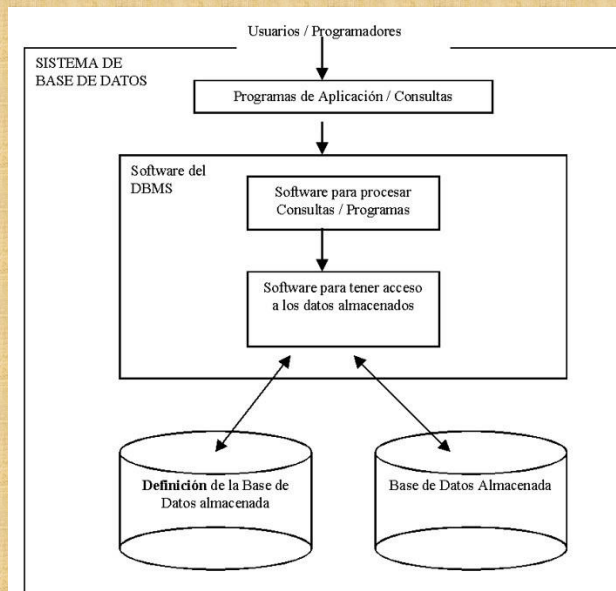 Usuarios / Programadores
SISTEMA DE
BASE DE DATOS
Programas de Aplicación / Consultas
Software del
DBMS
Software para procesar
Consultas / Programas
Software para tener acceso
a los datos almacenados
Definición de la Base de
Datos almacenada
Base de Datos Almacenada